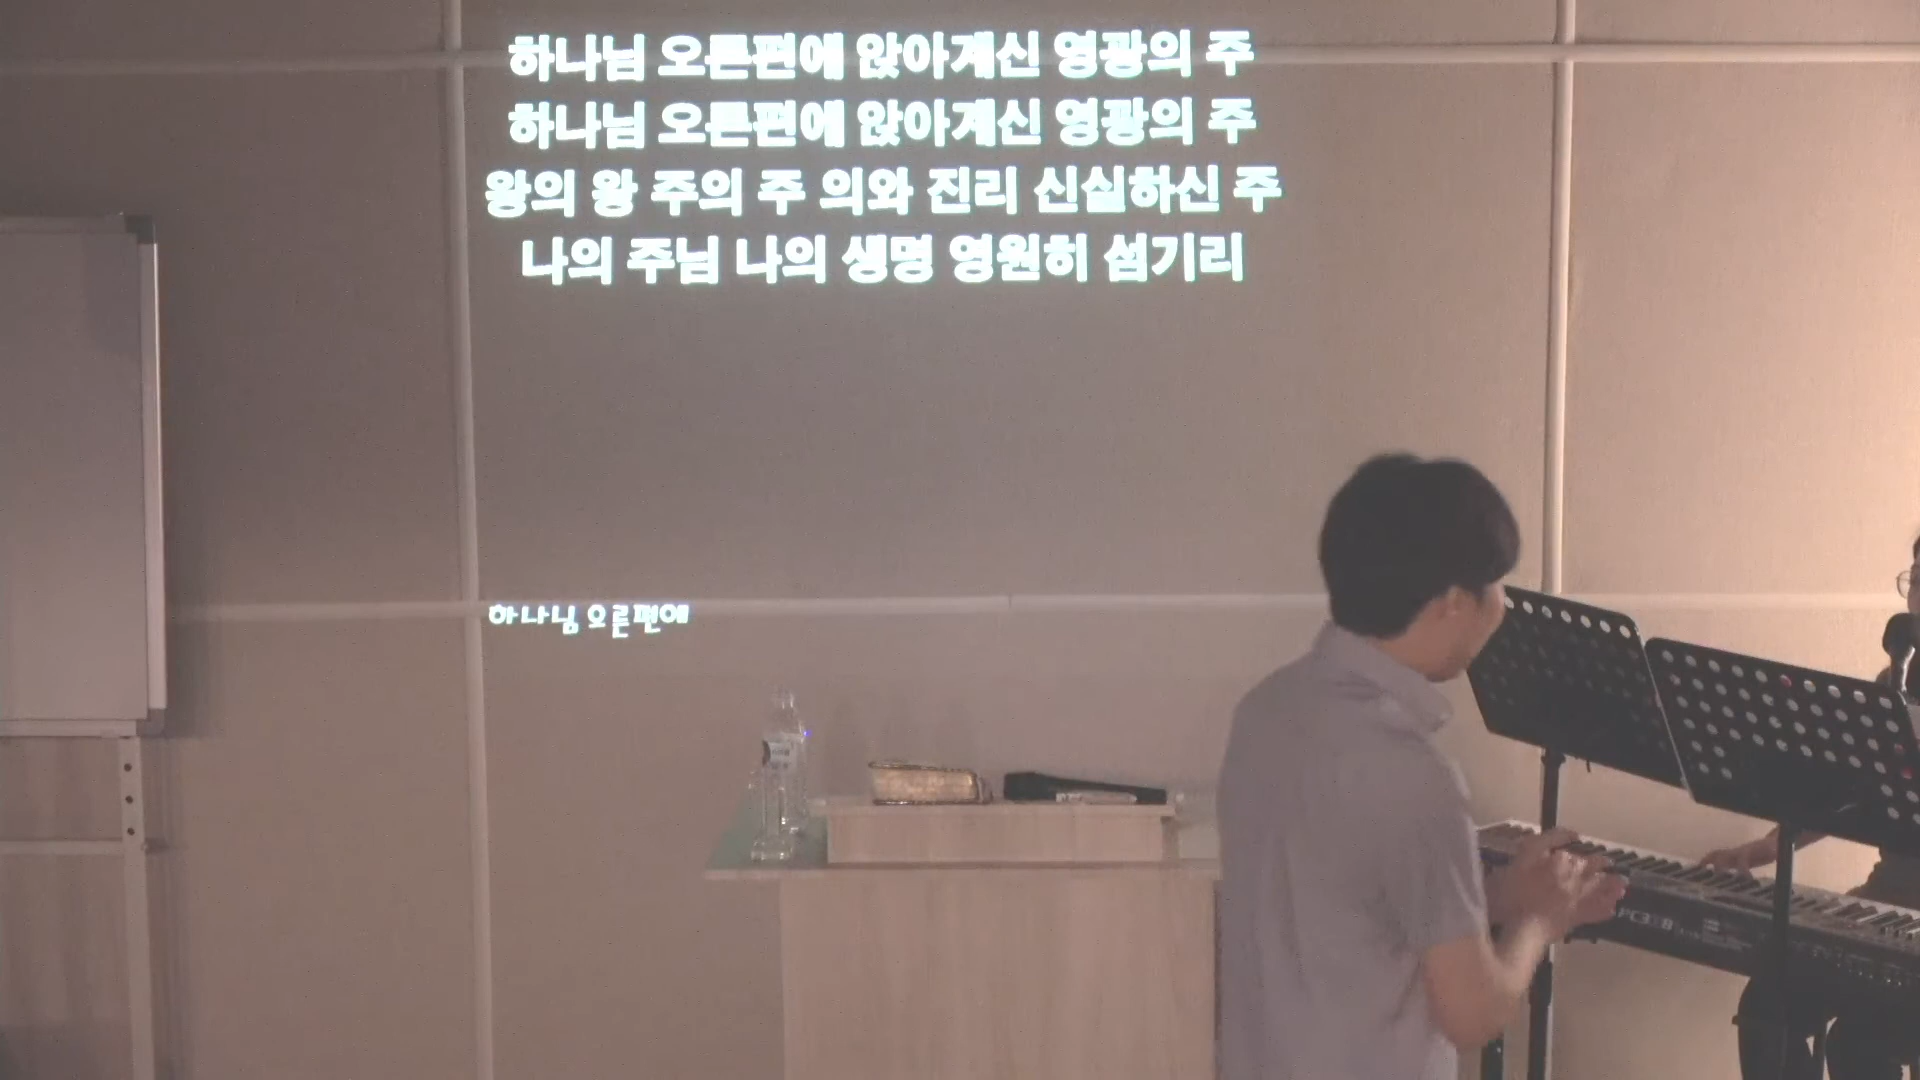 하나님 오른편에 앉아계신 영광의 주
하나님 오른편에 앉아계신 영광의 주
왕의 왕 주의 주 의와 진리 신실하신 주
나의 주님 나의 생명 영원히 섬기리
하나님 오른편에